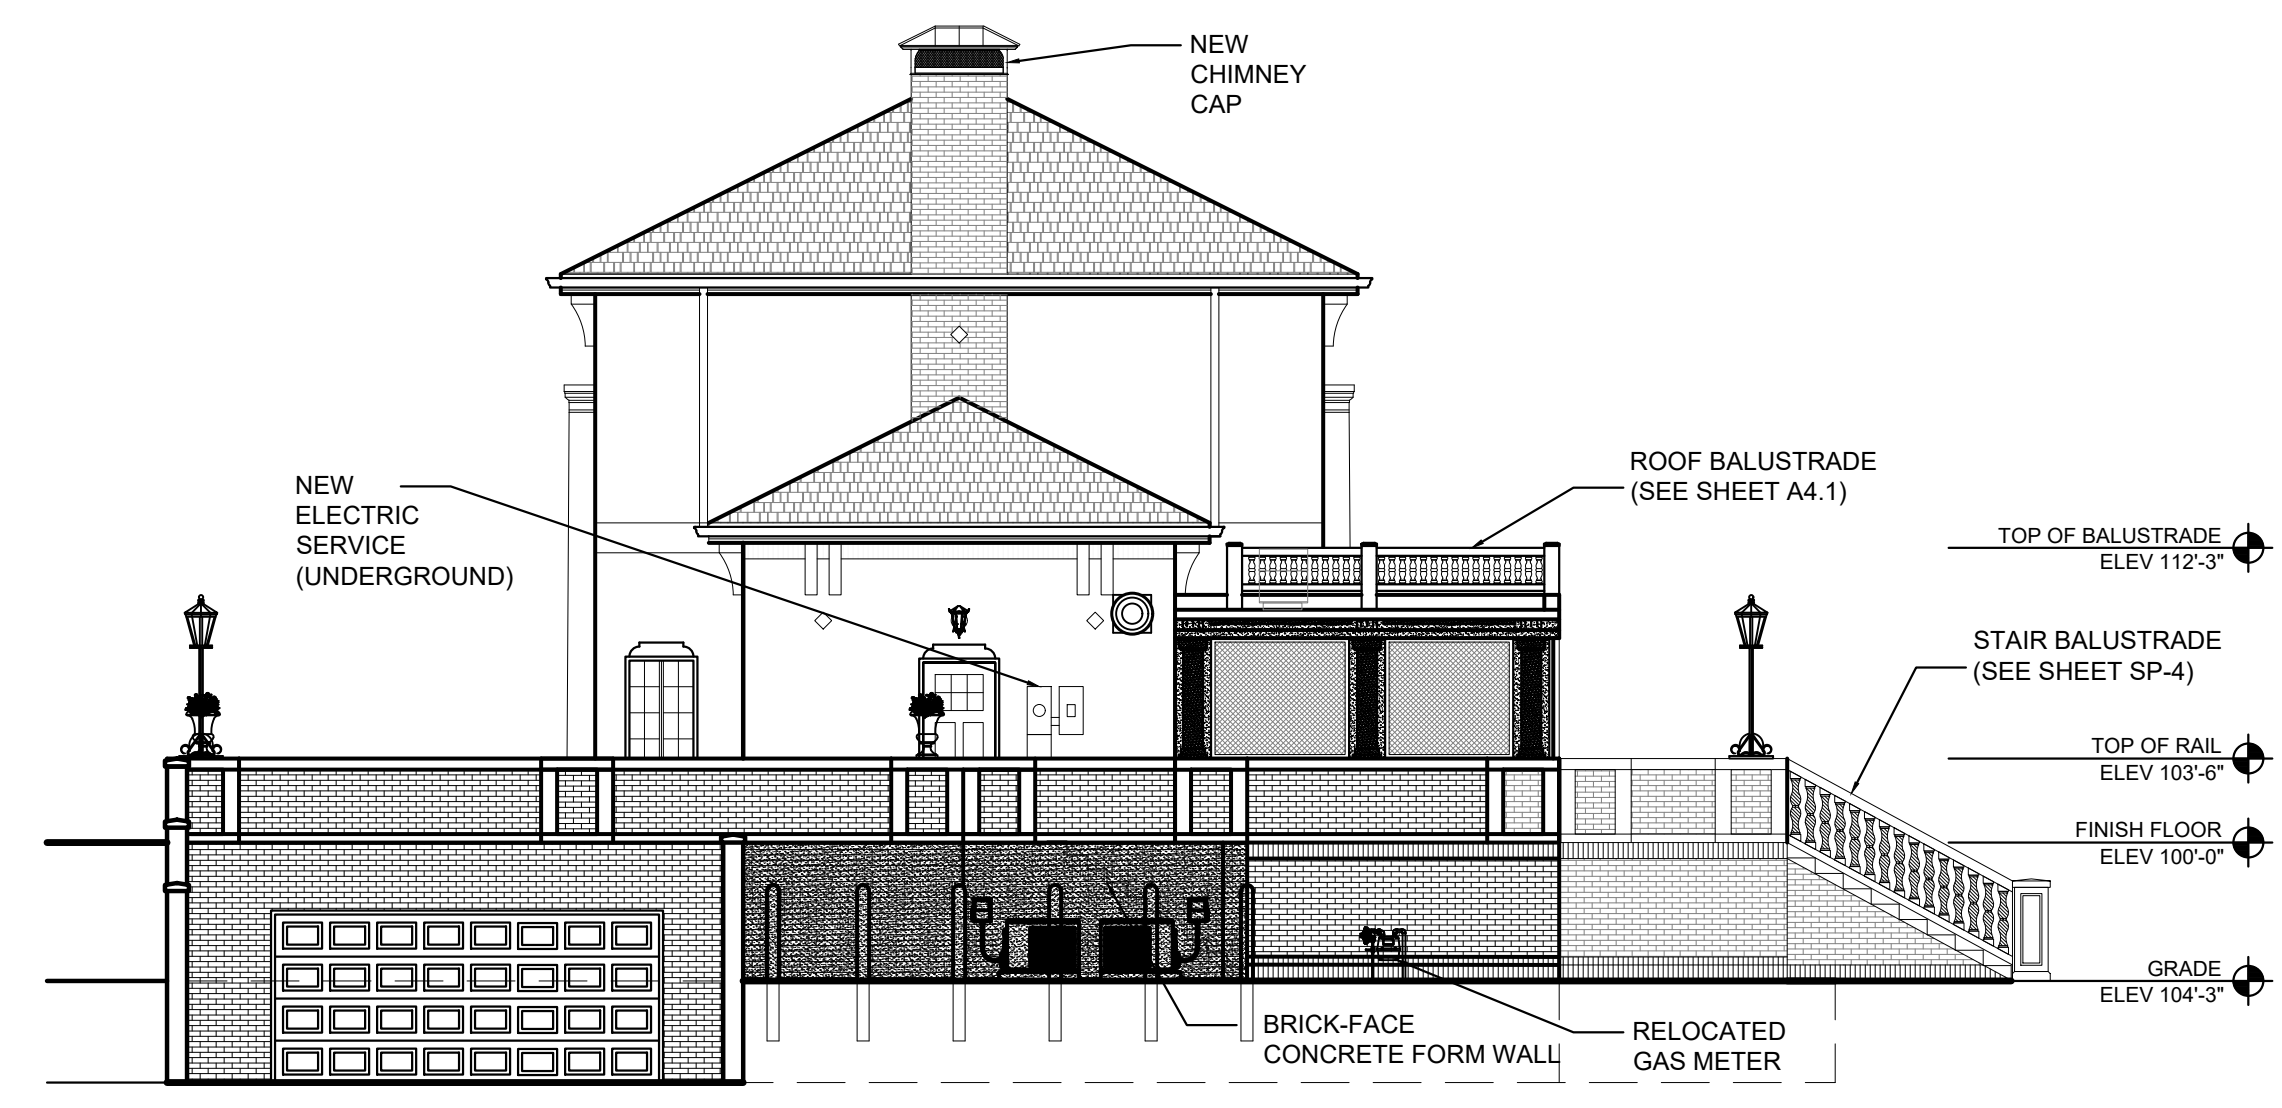 NEW
CHIMNEY
CAP
ROOF BALUSTRADE
(SEE SHEET A4.1)
NEW
ELECTRIC
SERVICE
(UNDERGROUND)
TOP OF BALUSTRADE
ELEV 112'-3"
STAIR BALUSTRADE
(SEE SHEET SP-4)
TOP OF RAIL
ELEV 103'-6"
FINISH FLOOR
ELEV 100'-0"
GRADE
ELEV 104'-3"
BRICK-FACE
CONCRETE FORM WALL
RELOCATED
GAS METER